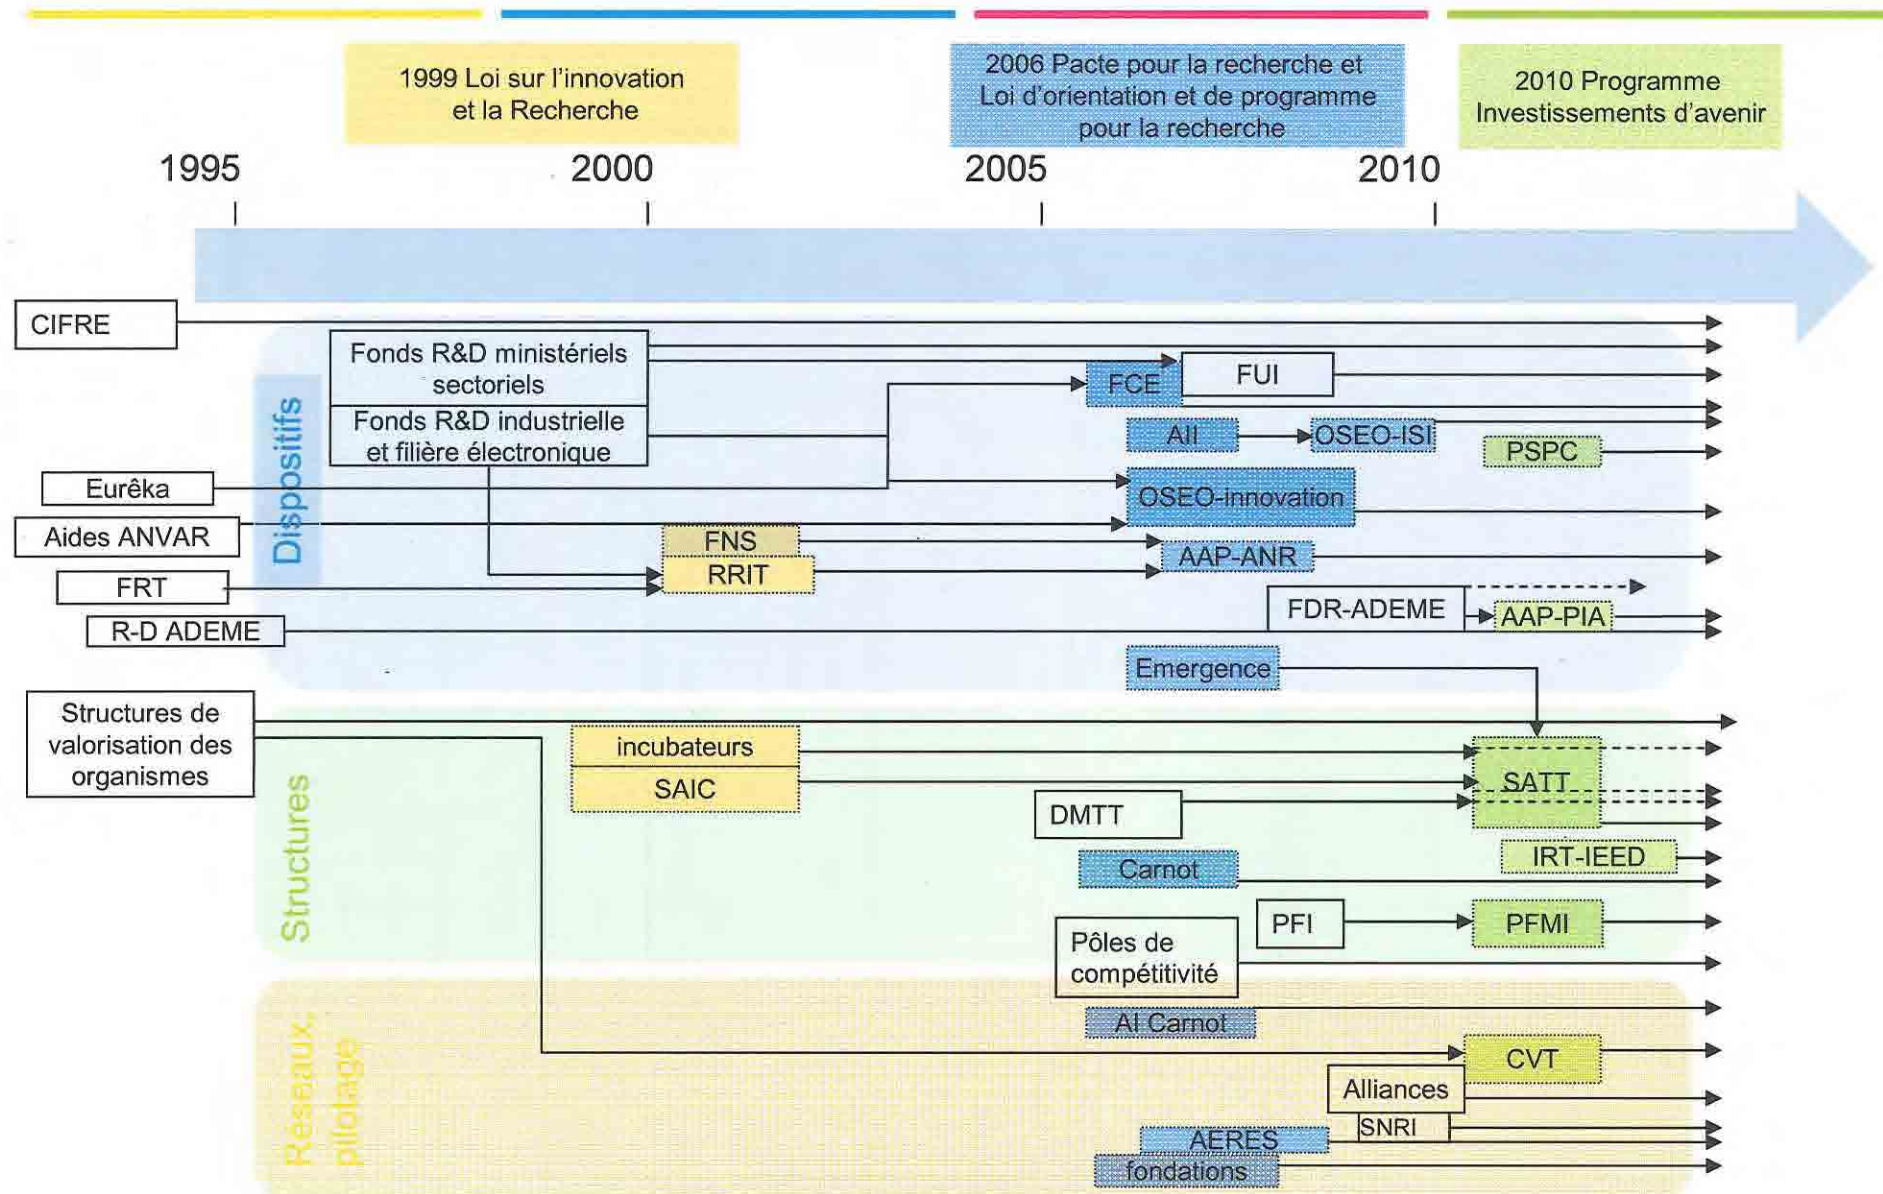 1999 Loi sur l'innovation
et la Recherche
2006 Pacte pour la recherche et
Loi d'orientation et de programme
pour la recherche
2010 Programme
Investissements d'avenir
1995
2000
2005
2010
CIFRE
Fonds R&D ministériels
sectoriels
FCE
FUI
Fonds R&D industrielle
et filière électronique
AII
OSEO-ISI
PSPC
Dispositifs
Eurêka
OSEO-innovation
Aides ANVAR
FNS
RRIT
AAP-ANR
FRT
FDR-ADEME
AAP-PIA
R-D ADEME
Emergence
Structures de
valorisation des
organismes
Structures
incubateurs
SAIC
SATT
DMTT
IRT-IEED
Carnot
PFI
PFMI
Pôles de
compétitivité
Réseaux,
pilotage
AI Carnot
CVT
Alliances
SNRI
AERES
fondations